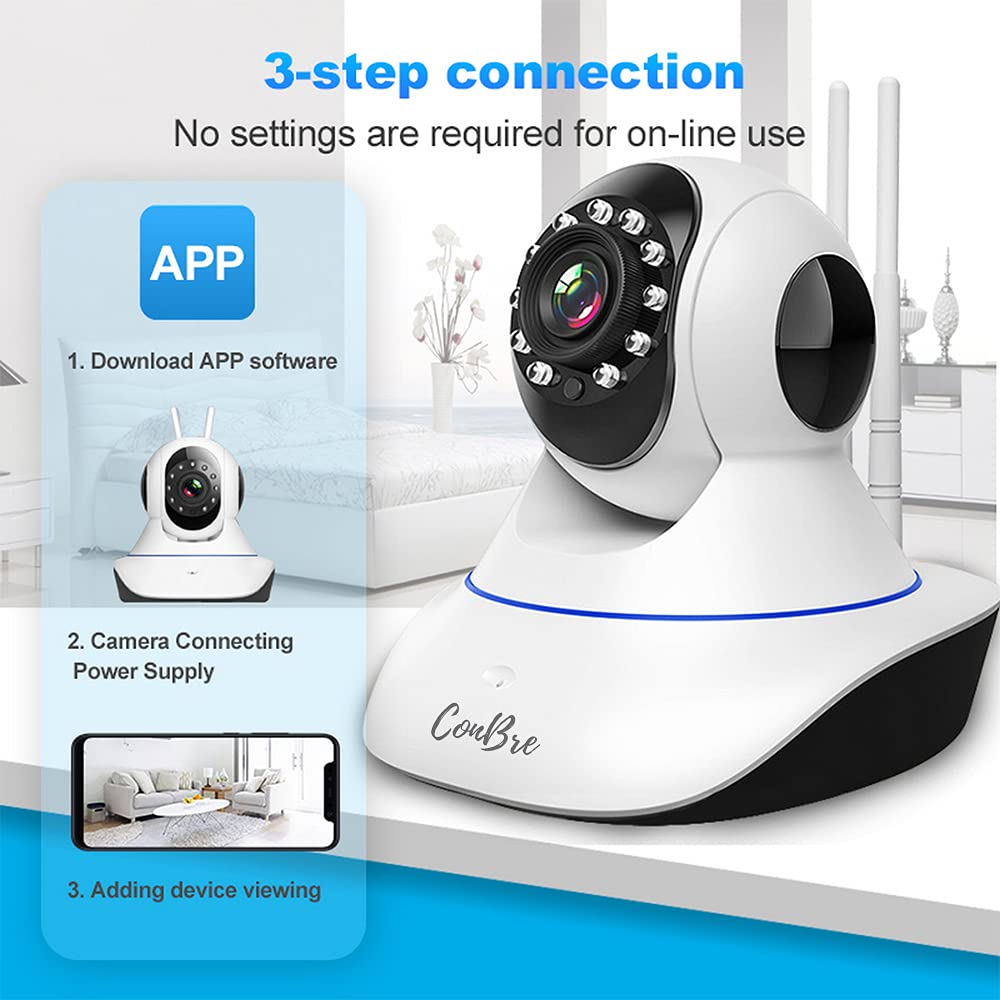 3-step connection
No settings are required for on-line use
APP
1. Download APP software
2. Camera Connecting
Power Supply
3. Adding device viewing
ConBre